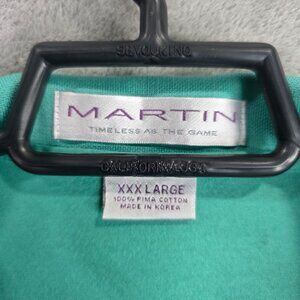 MARTIN
TIMELESS AS THE GAME
XXX LARGE
100% PIMA COTTON
MADE IN KOREA